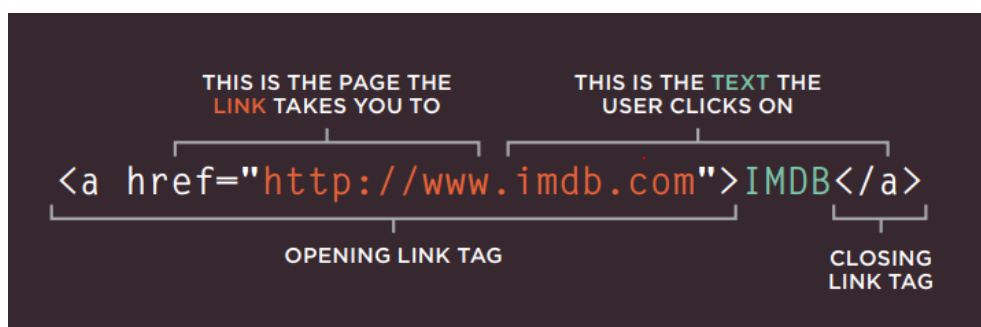 THIS IS THE PAGE THE
LINK TAKES YOU TO
THIS IS THE TEXT THE
USER CLICKS ON
<a href="http://www.imdb.com">IMDB</a>
OPENING LINK TAG
CLOSING
LINK TAG